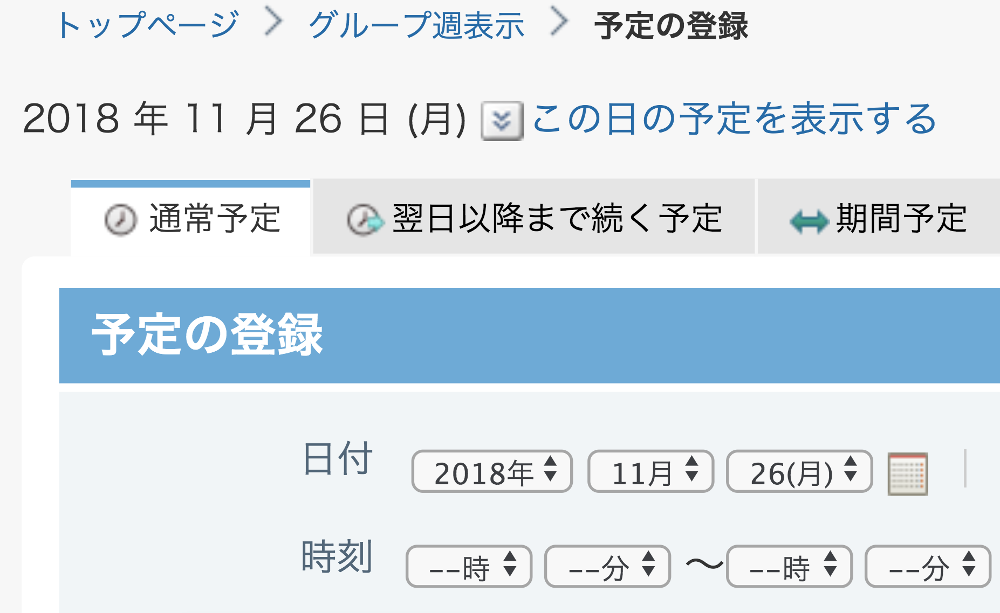 トップページ > グループ週表示 > 予定の登録
2018 年 11 月 26 日 (月) この日の予定を表示する
通常予定 翌日以降まで続く予定 期間予定
予定の登録
日付 2018年 11月 26(月)
時刻 --時 --分 〜 --時 --分